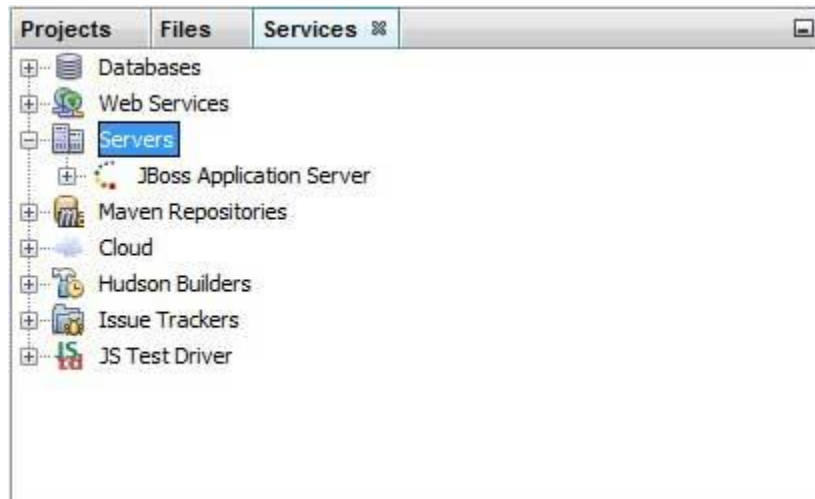 Projects Files Services
Databases
Web Services
Servers
JBoss Application Server
Maven Repositories
Cloud
Hudson Builders
Issue Trackers
JS Test Driver